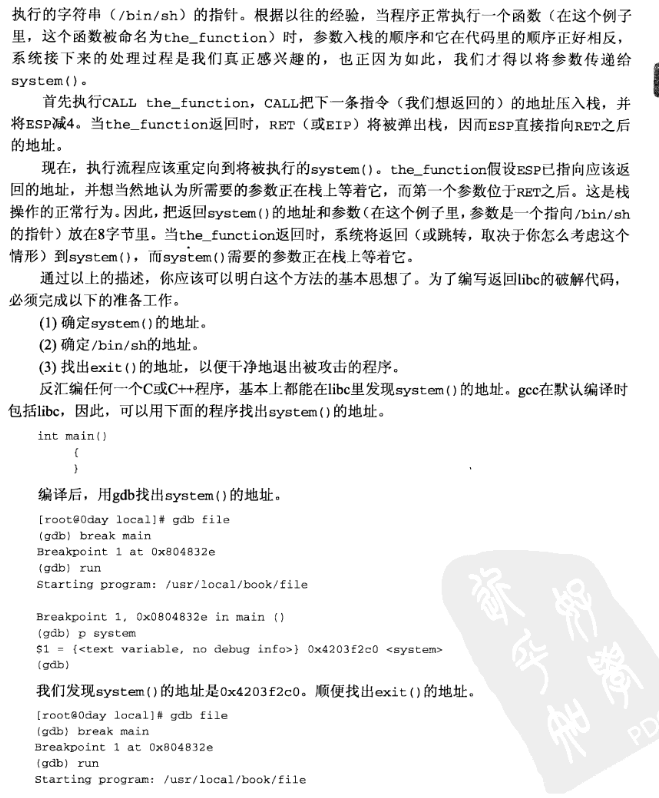 执行的字符串（/bin/sh）的指针。根据以往的经验，当程序正常执行一个函数（在这个例子
里，这个函数被命名为the_function）时，参数入栈的顺序和它在代码里的顺序正好相反，
系统接下来的处理过程是我们真正感兴趣的，也正因为如此，我们才得以将参数传递给
system()。
首先执行CALL the_function，CALL把下一条指令（我们想返回的）的地址压入栈，并
将ESP减4。当the_function返回时，RET（或EIP）将被弹出栈，因而ESP直接指向RET之后
的地址。
现在，执行流程应该重定向到将被执行的system()。the_function假设ESP已指向应该返
回的地址，并想当然地认为所需要的参数正在栈上等着它，而第一个参数位于RET之后。这是栈
操作的正常行为。因此，把返回system()的地址和参数（在这个例子里，参数是一个指向/bin/sh
的指针）放在8字节里。当the_function返回时，系统将返回（或跳转，取决于你怎么考虑这个
情形）到system()，而system()需要的参数正在栈上等着它。
通过以上的描述，你应该可以明白这个方法的基本思想了。为了编写返回libc的破解代码，
必须完成以下的准备工作。
(1) 确定system()的地址。
(2) 确定/bin/sh的地址。
(3) 找出exit()的地址，以便干净地退出被攻击的程序。
反汇编任何一个C或C++程序，基本上都能在libc里发现system()的地址。gcc在默认编译时
包括libc，因此，可以用下面的程序找出system()的地址。
int main()
{
}
编译后，用gdb找出system()的地址。
[root@0day local]# gdb file
(gdb) break main
Breakpoint 1 at 0x804832e
(gdb) run
Starting program: /usr/local/book/file
Breakpoint 1, 0x0804832e in main ()
(gdb) p system
$1 = {<text variable, no debug info>} 0x4203f2c0 <system>
(gdb)
我们发现system()的地址是0x4203f2c0。顺便找出exit()的地址。
[root@0day local]# gdb file
(gdb) break main
Breakpoint 1 at 0x804832e
(gdb) run
Starting program: /usr/local/book/file
PD